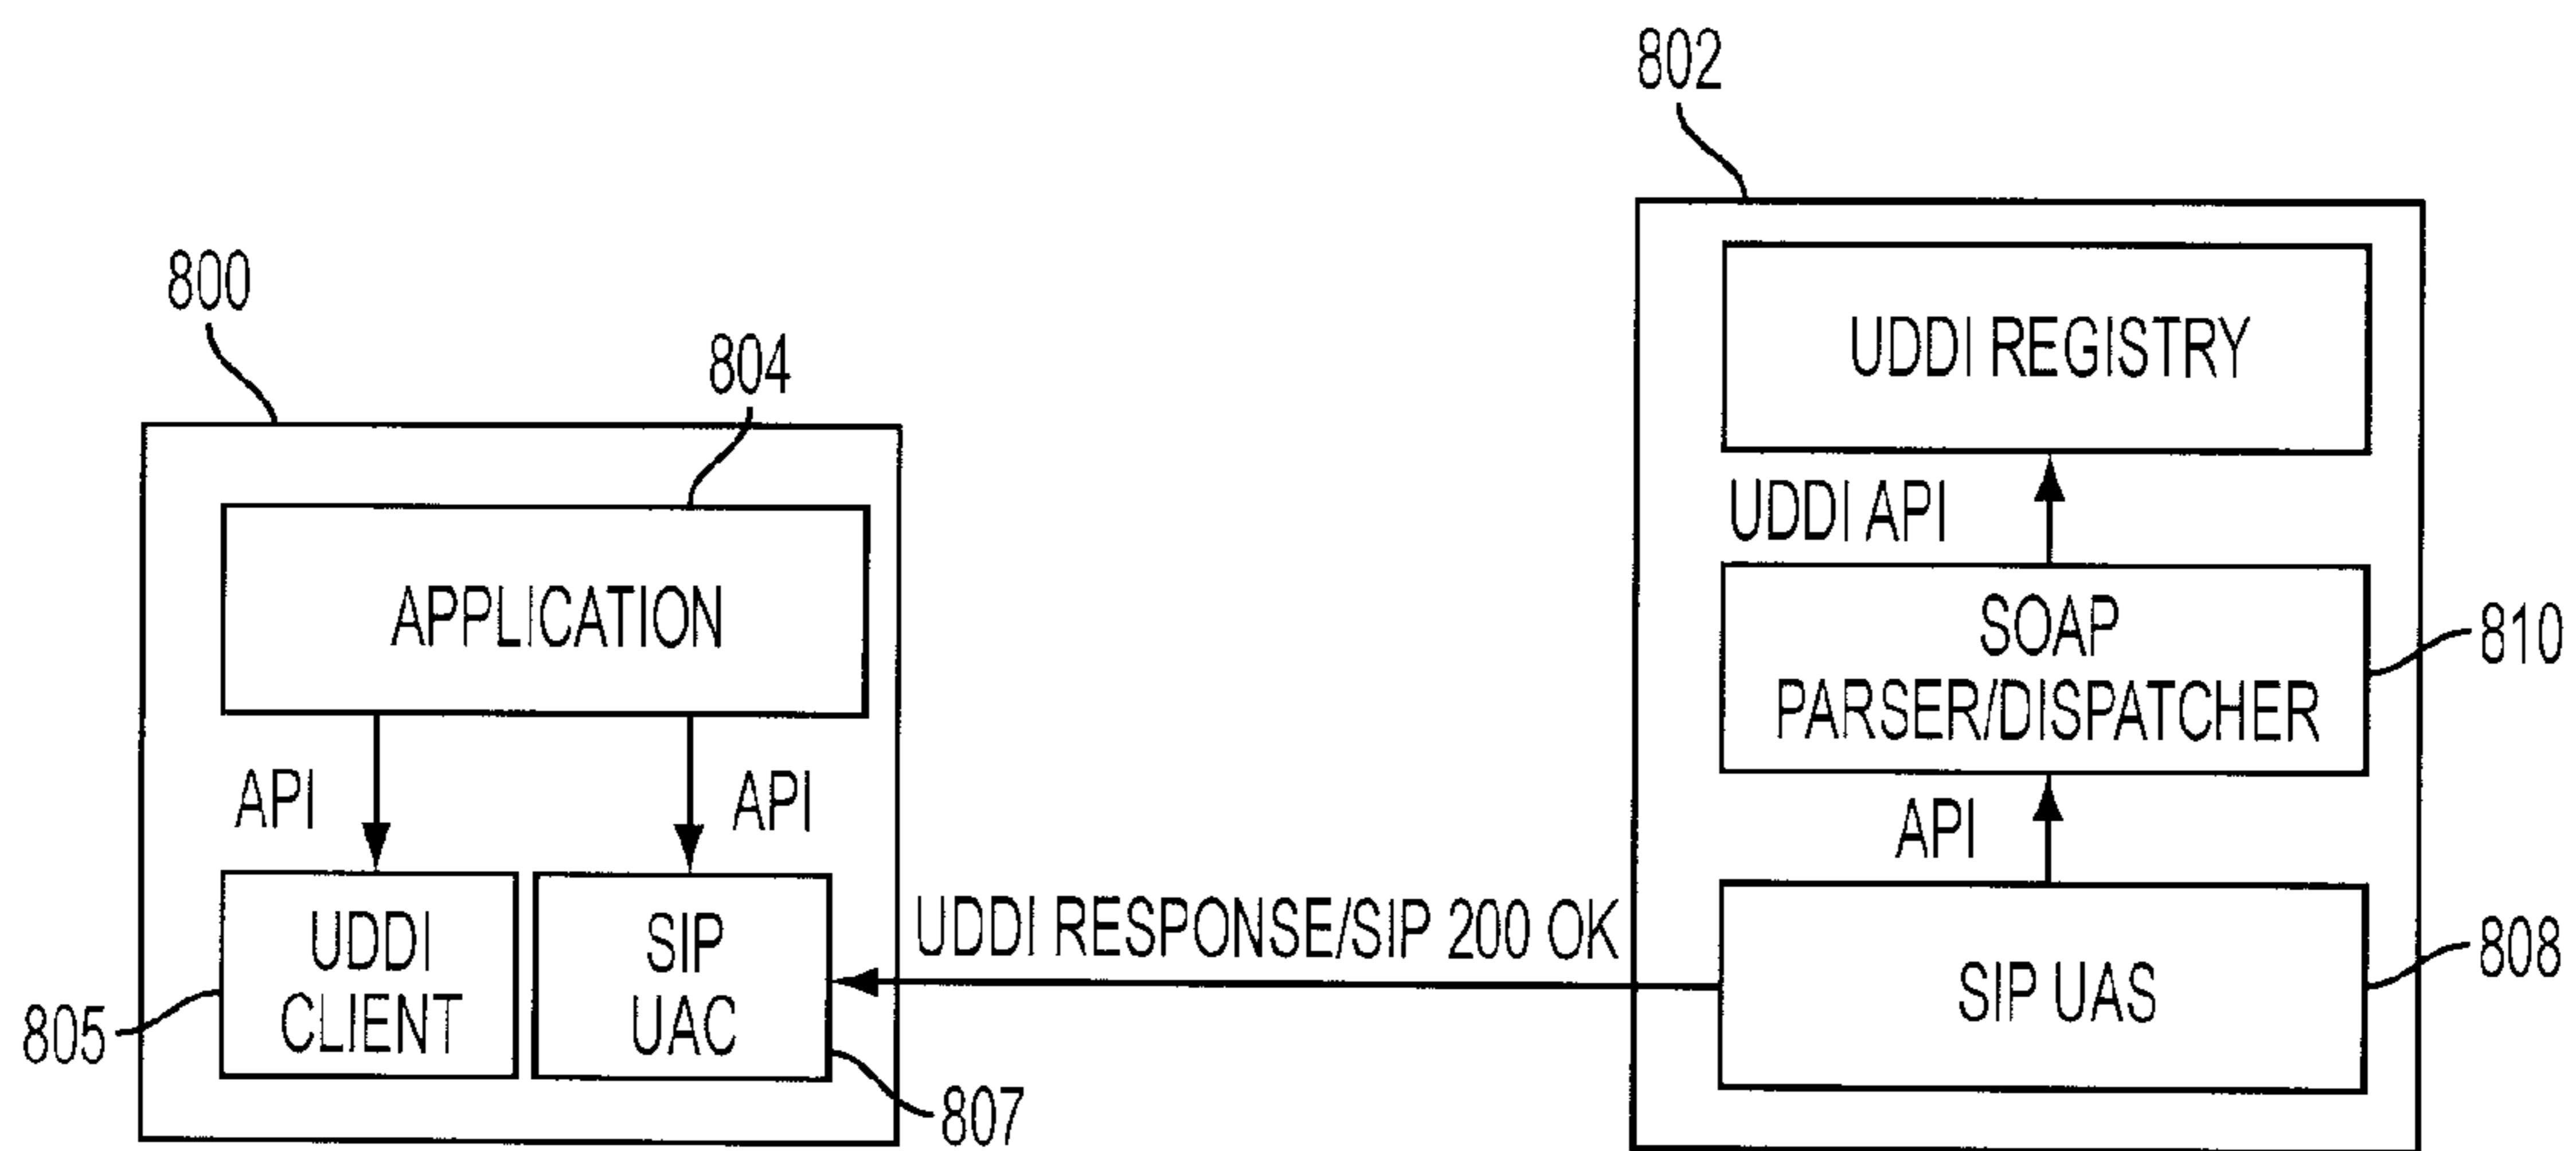 802
800
804
UDDI REGISTRY
UDDI API
APPLICATION
SOAP
PARSER/DISPATCHER
810
API
API
API
UDDI
CLIENT
805
SIP
UAC
807
UDDI RESPONSE/SIP 200 OK
SIP UAS
808